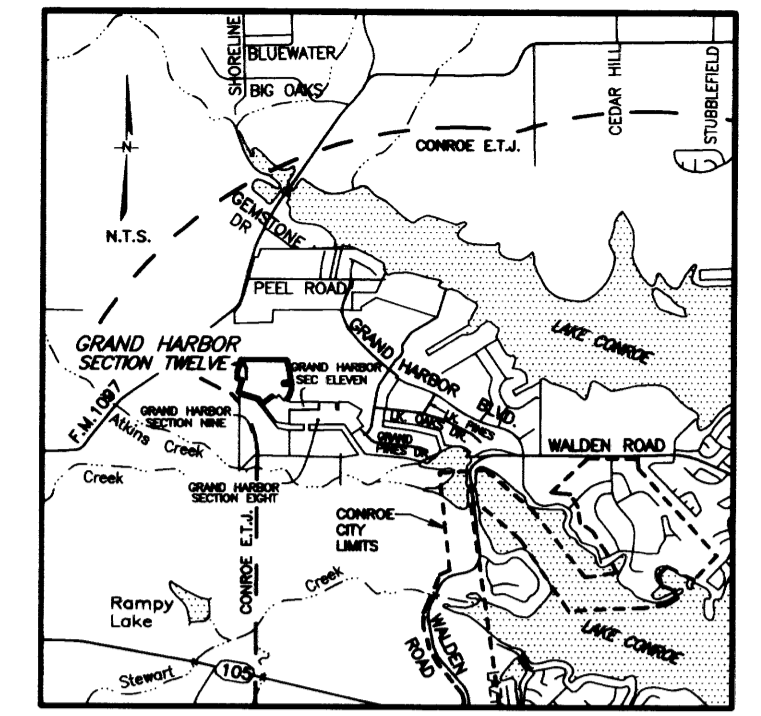 SHORELINE
BLUEWATER
BIG OAKS
CEDAR HILL
STUBBLEFIELD
CONROE E.T.J.
N
N.T.S.
GEMSTONE
DR
PEEL ROAD
LAKE CONROE
GRAND HARBOR
SECTION TWELVE
GRAND HARBOR
SEC ELEVEN
GRAND HARBOR BLVD.
F.M. 1097
GRAND HARBOR
SECTION NINE
Atkins Creek
LK. OAKS DR.
LK. PINES
GRAND
PINES DR.
WALDEN ROAD
Creek
GRAND HARBOR
SECTION EIGHT
CONROE
CITY
LIMITS
CONROE E.T.J.
Creek
Rampy
Lake
WALDEN
ROAD
LAKE CONROE
Stewart
105